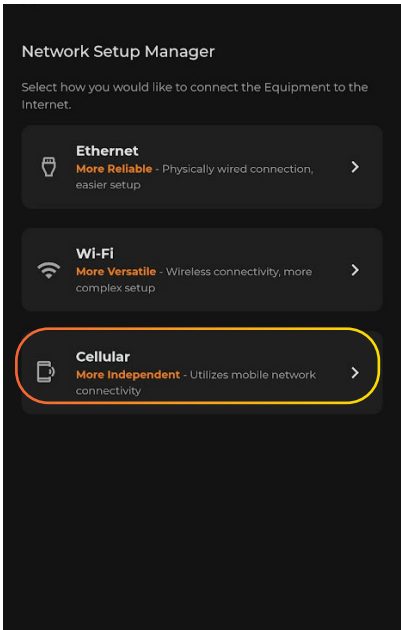 Network Setup Manager
Select how you would like to connect the Equipment to the
Internet.
Ethernet
More Reliable - Physically wired connection,
easier setup
Wi-Fi
More Versatile - Wireless connectivity, more
complex setup
Cellular
More Independent - Utilizes mobile network
connectivity